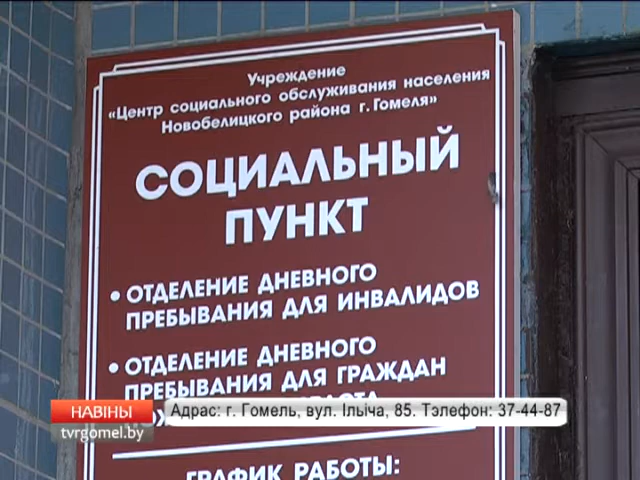 Учреждение
«Центр социального обслуживания населения
Новобелицкого района г. Гомеля»
СОЦИАЛЬНЫЙ
ПУНКТ
• ОТДЕЛЕНИЕ ДНЕВНОГО
ПРЕБЫВАНИЯ ДЛЯ ИНВАЛИДОВ
• ОТДЕЛЕНИЕ ДНЕВНОГО
ПРЕБЫВАНИЯ ДЛЯ ГРАЖДАН
НАВІНЫ
Адрас: г. Гомель, вул. Ільіча, 85. Тэлефон: 37-44-87
tvrgomel.by
ГРАФИК РАБОТЫ: